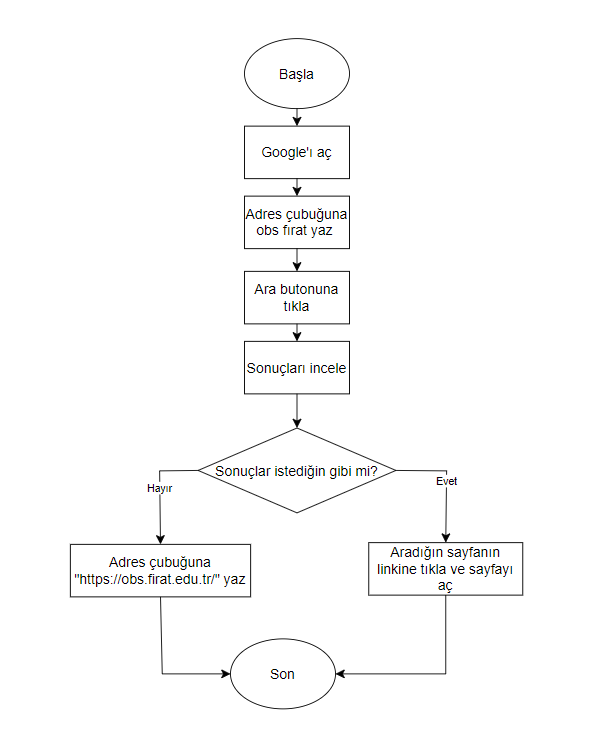 Başla
Google'ı aç
Adres çubuğuna
obs fırat yaz
Ara butonuna
tıkla
Sonuçları incele
Sonuçlar istediğin gibi mi?
Hayır
Evet
Adres çubuğuna
"https://obs.firat.edu.tr/" yaz
Aradığın sayfanın
linkine tıkla ve sayfayı
aç
Son